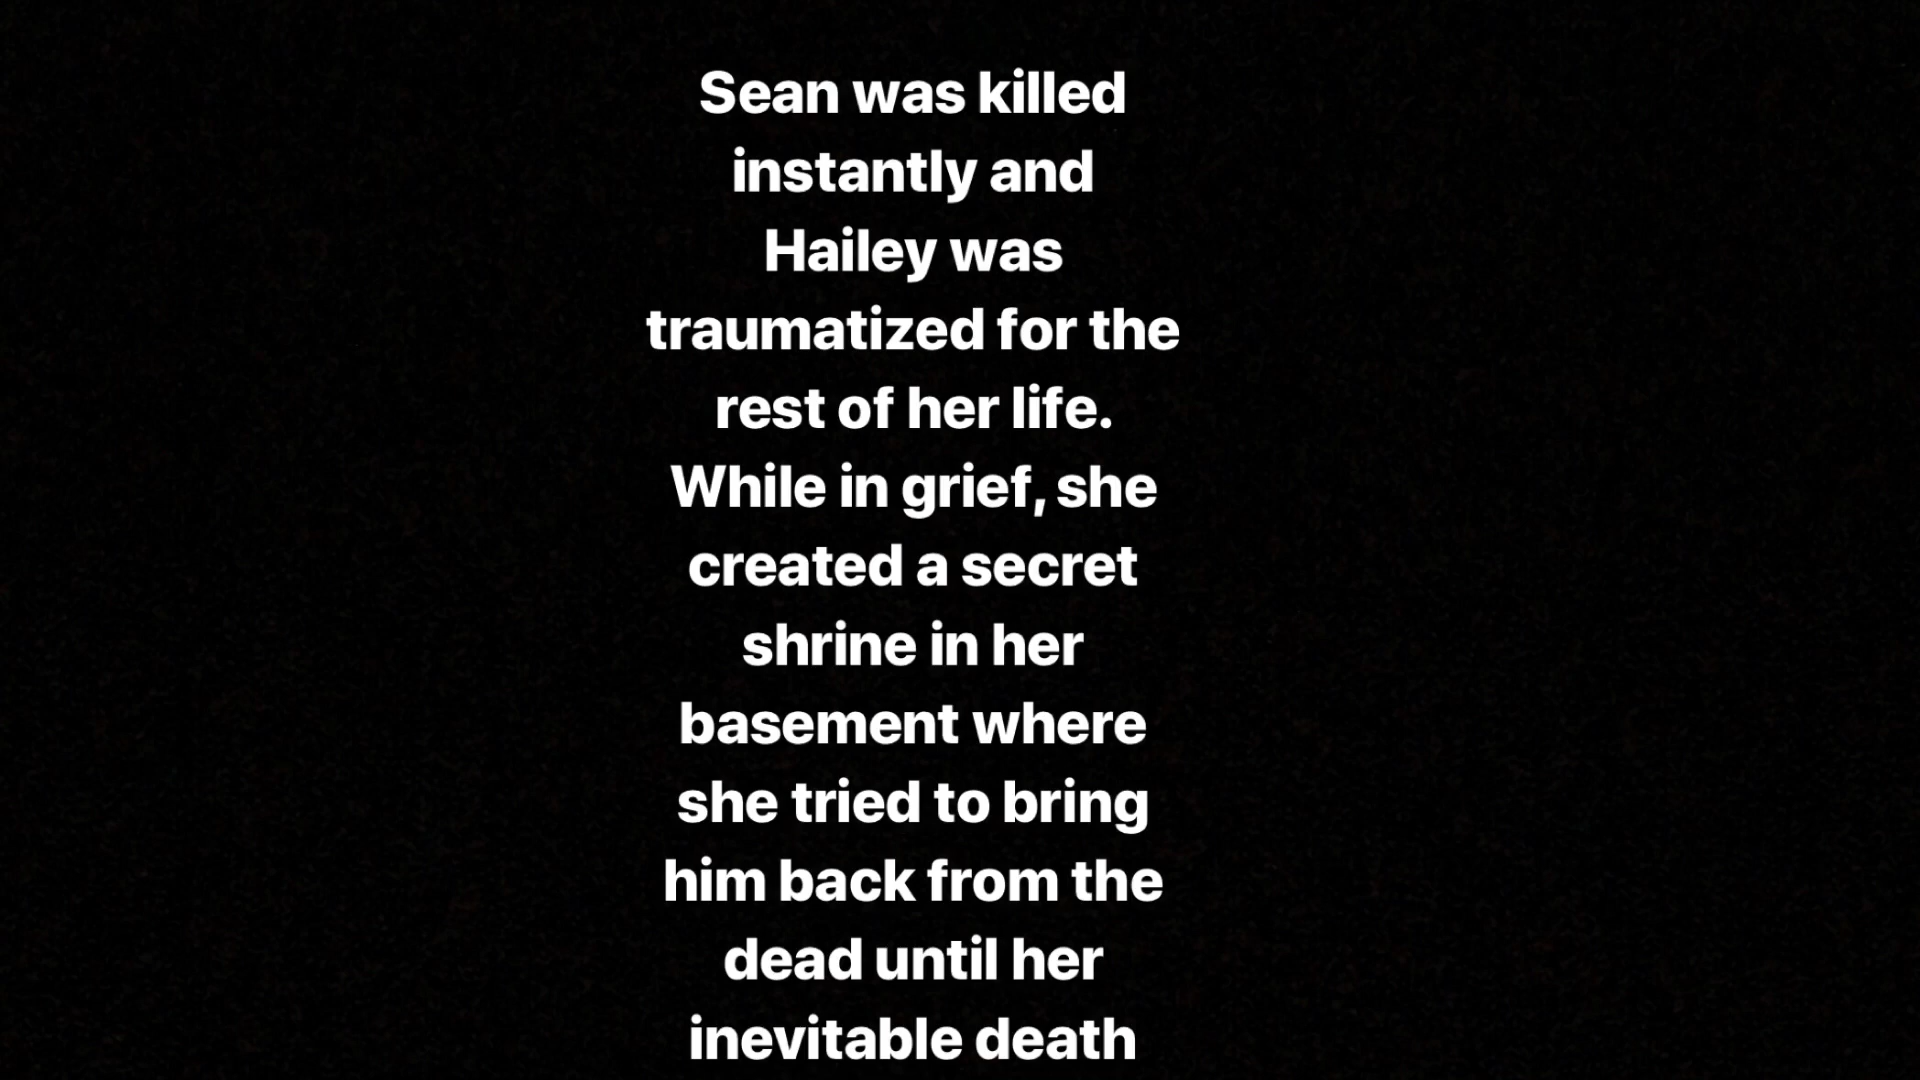 Sean was killed
instantly and
Hailey was
traumatized for the
rest of her life.
While in grief, she
created a secret
shrine in her
basement where
she tried to bring
him back from the
dead until her
inevitable death